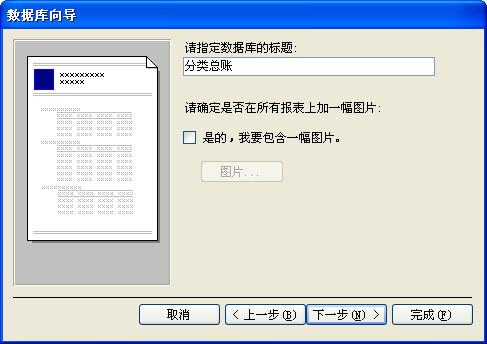 数据库向导
请指定数据库的标题:
分类总账
请确定是否在所有报表上加一幅图片:
是的，我要包含一幅图片。
图片...
取消
< 上一步(B)
下一步(N) >
完成(F)